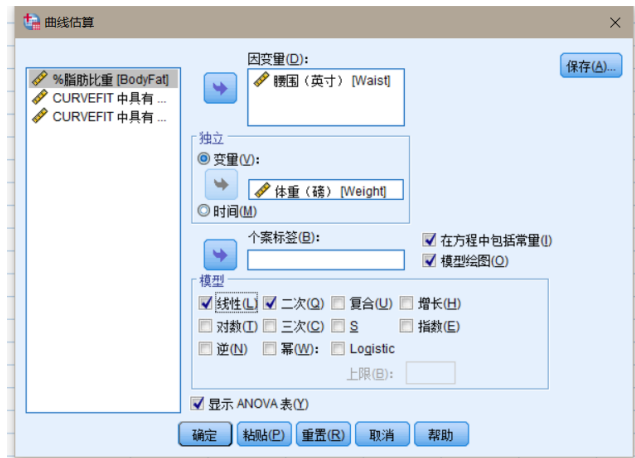 曲线估算
因变量(D):
保存(A)...
%脂肪比重 [BodyFat]
CURVEFIT 中具有 ...
CURVEFIT 中具有 ...
腰围（英寸） [Waist]
独立
变量(V):
体重（磅） [Weight]
时间(M)
个案标签(B):
在方程中包括常量(I)
模型绘图(O)
模型
线性(L) 二次(Q) 复合(U) 增长(H)
对数(T) 三次(C) S 指数(E)
逆(N) 幂(W): Logistic
上限(B):
显示 ANOVA 表(Y)
确定 粘贴(P) 重置(R) 取消 帮助